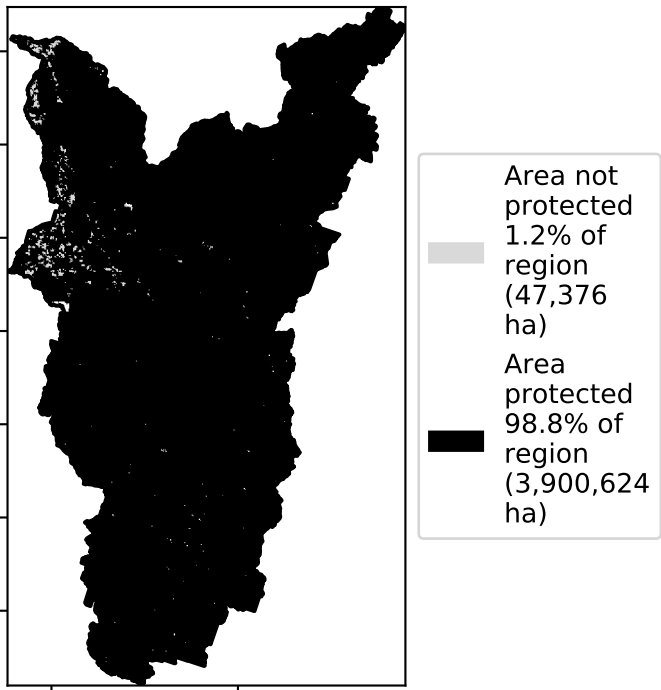 Area not
protected
1.2% of
region
(47,376
ha)
Area
protected
98.8% of
region
(3,900,624
ha)